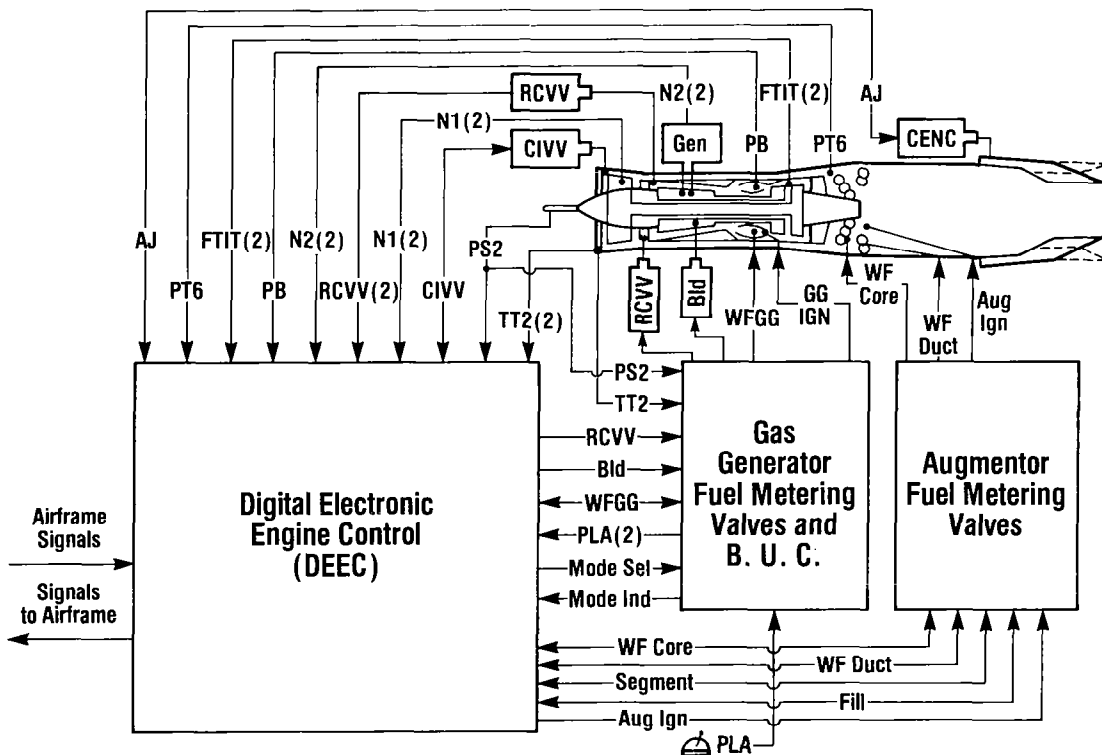 RCVV
N2(2)
FTIT(2)
AJ
N1(2)
CIVV
Gen
PB
PT6
CENC
AJ
PT6
FTIT(2)
PB
N2(2)
RCVV(2)
N1(2)
CIVV
PS2
TT2(2)
RCVV
Bld
WFGG
GG
IGN
WF
Core
WF
Duct
Aug
Ign
PS2
TT2
RCVV
Bld
WFGG
PLA(2)
Mode Sel
Mode Ind
Digital Electronic
Engine Control
(DEEC)
Gas
Generator
Fuel Metering
Valves and
B. U. C.
Augmentor
Fuel Metering
Valves
Airframe
Signals
Signals
to Airframe
WF Core
WF Duct
Segment
Fill
Aug Ign
PLA